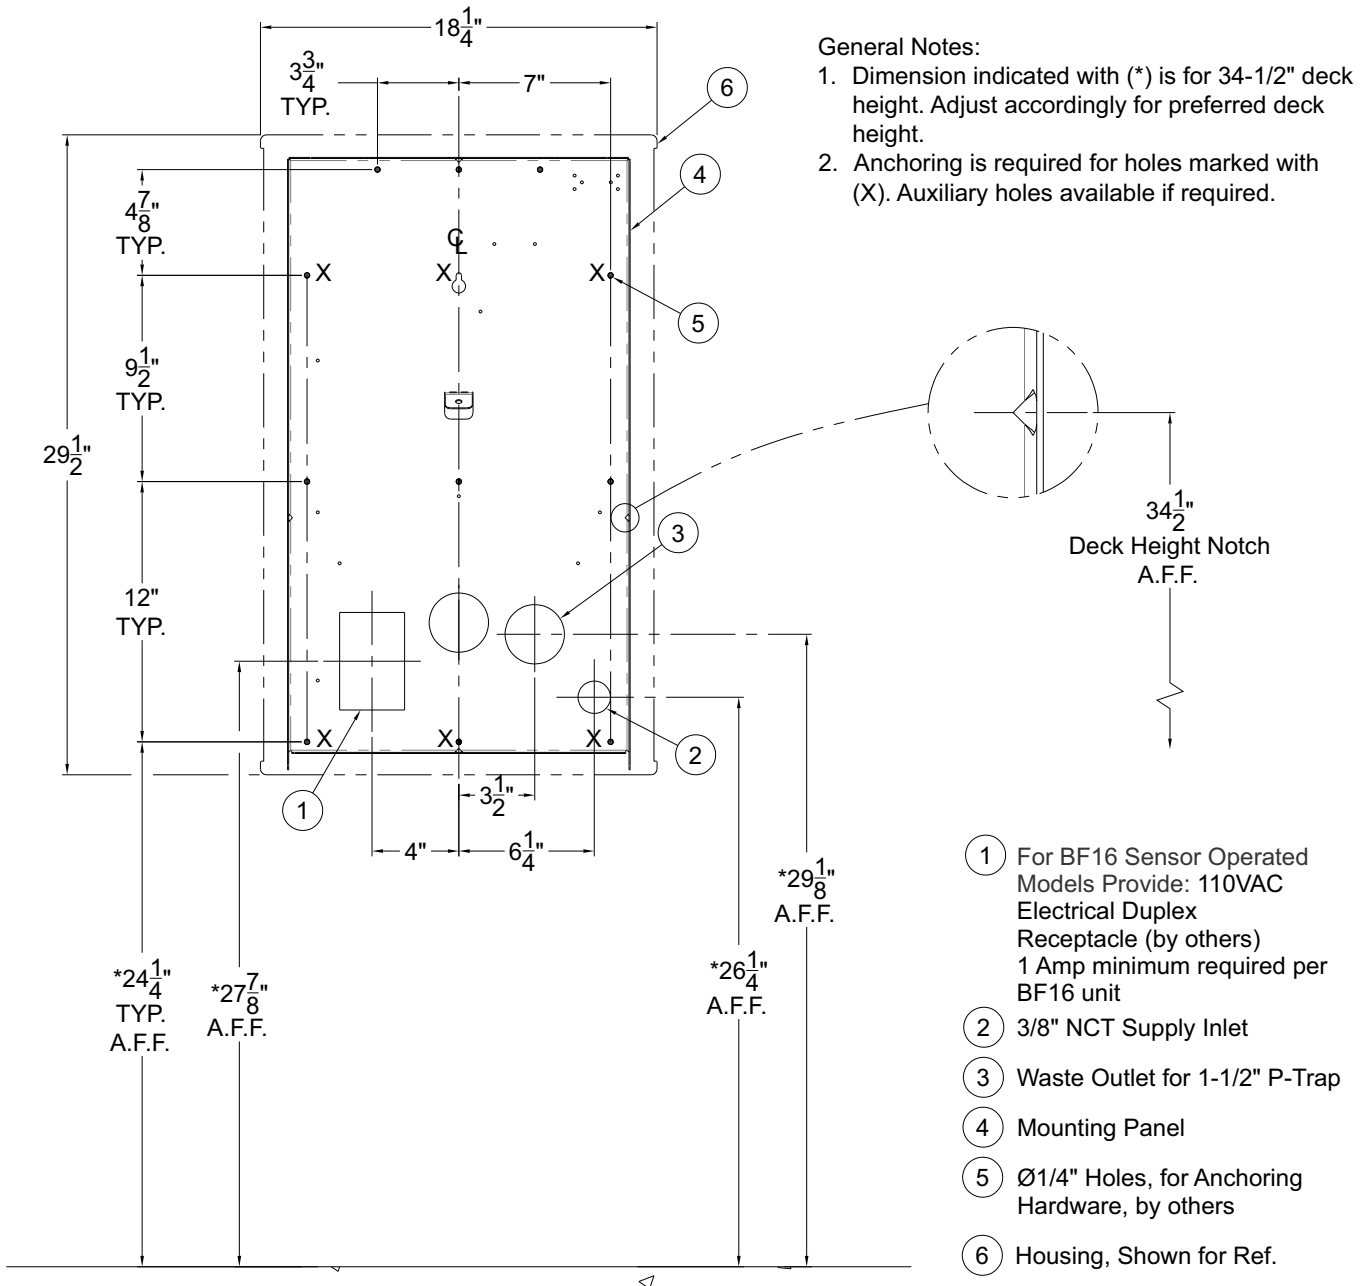 18 1/4"
3 3/4"
TYP.
7"
6
General Notes:
1. Dimension indicated with (*) is for 34-1/2" deck
height. Adjust accordingly for preferred deck
height.
2. Anchoring is required for holes marked with
(X). Auxiliary holes available if required.
4
4 7/8"
TYP.
CL
X X X
5
9 1/2"
TYP.
29 1/2"
34 1/2"
Deck Height Notch
A.F.F.
3
12"
TYP.
X X X
2
1
3 1/2"
4" 6 1/4"
*29 1/8"
A.F.F.
*26 1/4"
A.F.F.
*24 1/4"
TYP.
A.F.F.
*27 7/8"
A.F.F.
1 For BF16 Sensor Operated
Models Provide: 110VAC
Electrical Duplex
Receptacle (by others)
1 Amp minimum required per
BF16 unit
2 3/8" NCT Supply Inlet
3 Waste Outlet for 1-1/2" P-Trap
4 Mounting Panel
5 Ø1/4" Holes, for Anchoring
Hardware, by others
6 Housing, Shown for Ref.